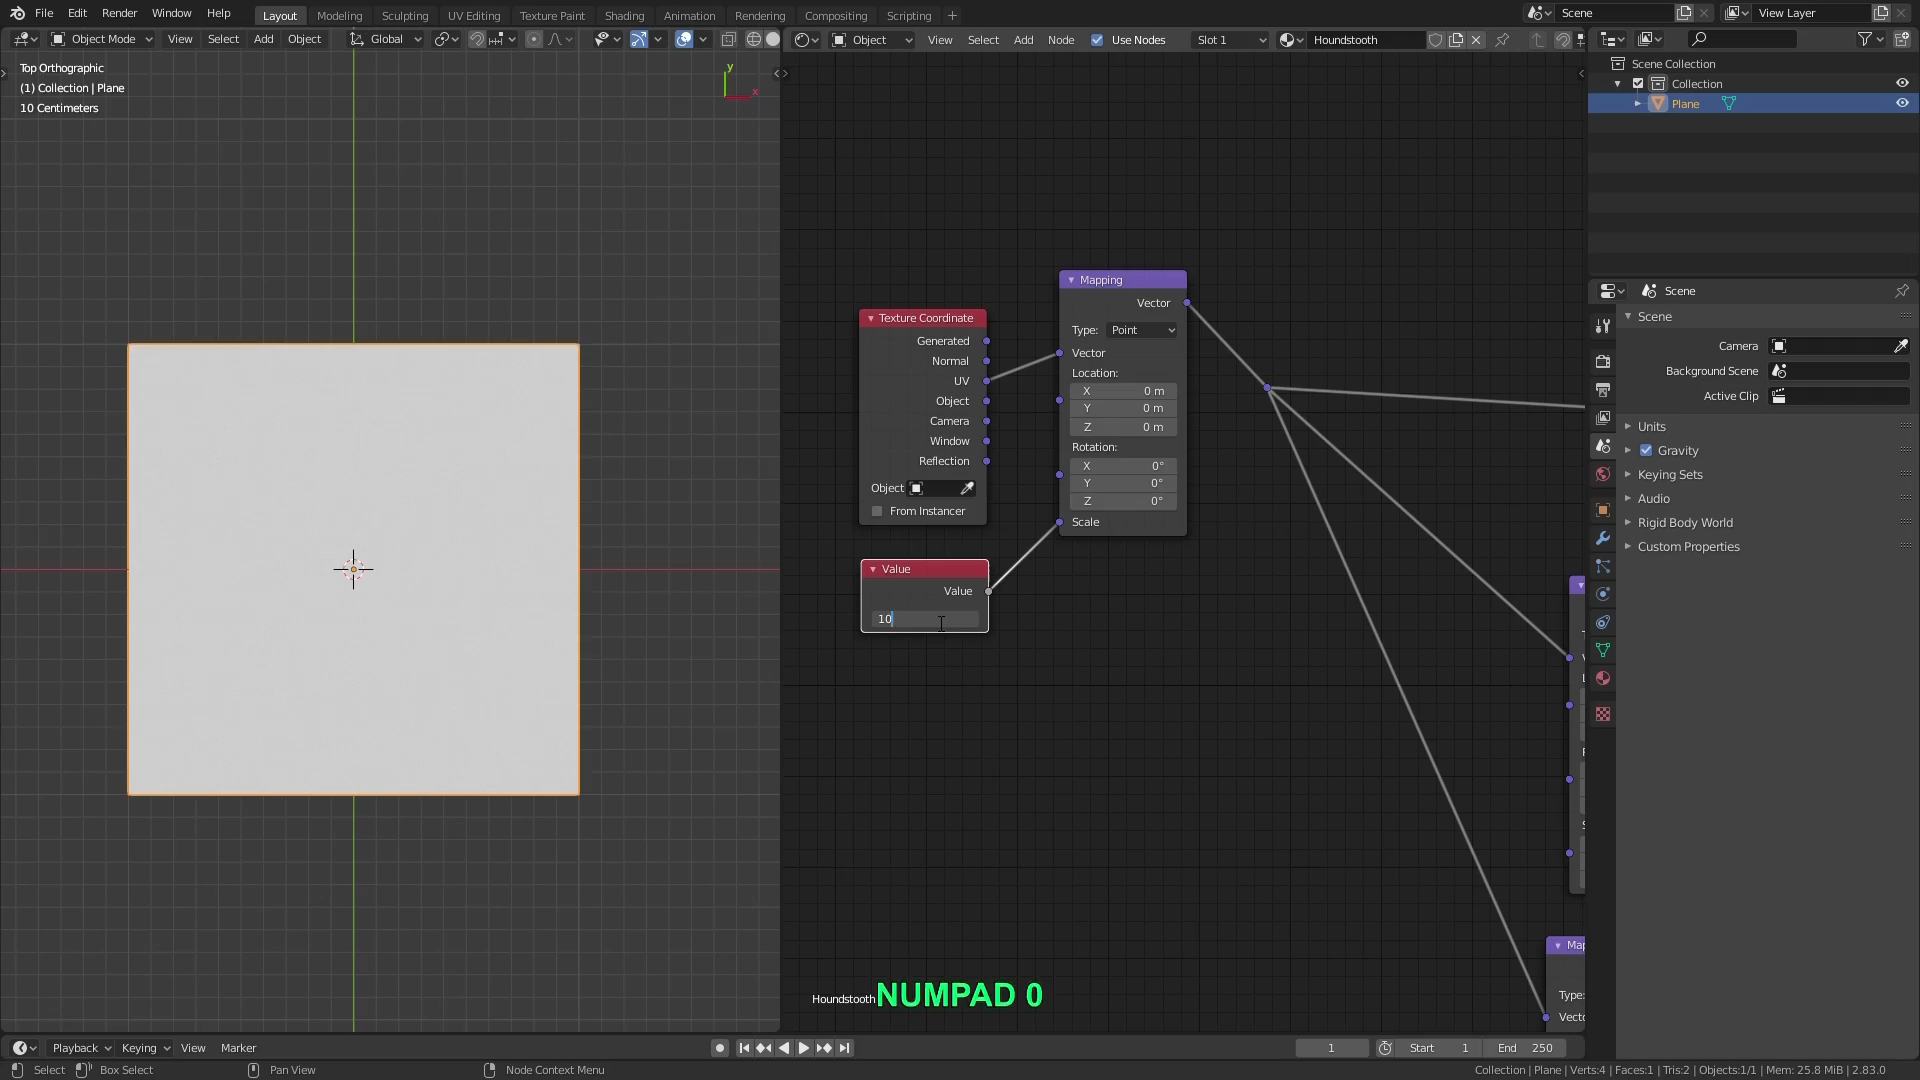 File Edit Render Window Help Layout Modeling Sculpting UV Editing Texture Paint Shading Animation Rendering Compositing Scripting + Scene View Layer
Object Mode View Select Add Object Global Object View Select Add Node Use Nodes Slot 1 Houndstooth
Top Orthographic
(1) Collection | Plane
10 Centimeters
y
x
Scene Collection
Collection
Plane
Mapping
Vector
Type: Point
Vector
Location:
X 0 m
Y 0 m
Z 0 m
Rotation:
X 0°
Y 0°
Z 0°
Scale
Texture Coordinate
Generated
Normal
UV
Object
Camera
Window
Reflection
Object
From Instancer
Value
Value
10
Map
Type:
Vecto
Houndstooth
NUMPAD 0
Scene
Scene
Camera
Background Scene
Active Clip
Units
Gravity
Keying Sets
Audio
Rigid Body World
Custom Properties
Playback Keying View Marker 1 Start 1 End 250
Select Box Select Pan View Node Context Menu Collection | Plane | Verts:4 | Faces:1 | Tris:2 | Objects:1/1 | Mem: 25.8 MiB | 2.83.0